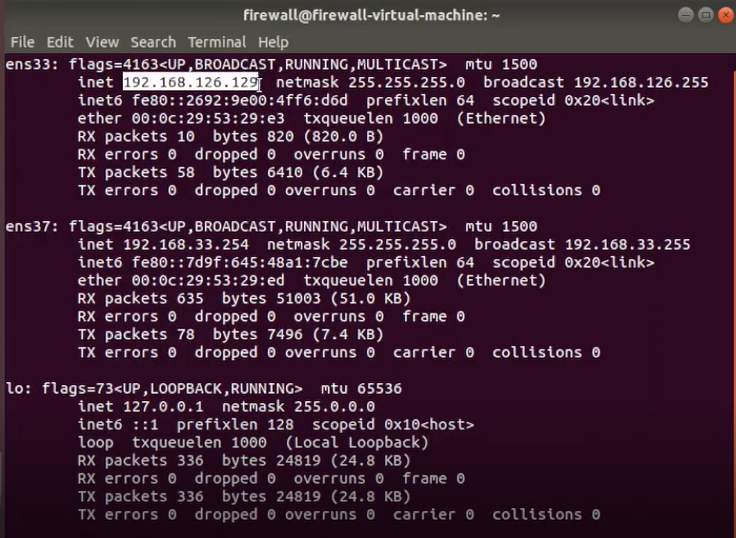 firewall@firewall-virtual-machine: ~
File Edit View Search Terminal Help
ens33: flags=4163<UP,BROADCAST,RUNNING,MULTICAST>  mtu 1500
        inet 192.168.126.129  netmask 255.255.255.0  broadcast 192.168.126.255
        inet6 fe80::2692:9e00:4ff6:d6d  prefixlen 64  scopeid 0x20<link>
        ether 00:0c:29:53:29:e3  txqueuelen 1000  (Ethernet)
        RX packets 10  bytes 820 (820.0 B)
        RX errors 0  dropped 0  overruns 0  frame 0
        TX packets 58  bytes 6410 (6.4 KB)
        TX errors 0  dropped 0 overruns 0  carrier 0  collisions 0

ens37: flags=4163<UP,BROADCAST,RUNNING,MULTICAST>  mtu 1500
        inet 192.168.33.254  netmask 255.255.255.0  broadcast 192.168.33.255
        inet6 fe80::7d9f:645:48a1:7cbe  prefixlen 64  scopeid 0x20<link>
        ether 00:0c:29:53:29:ed  txqueuelen 1000  (Ethernet)
        RX packets 635  bytes 51003 (51.0 KB)
        RX errors 0  dropped 0  overruns 0  frame 0
        TX packets 78  bytes 7496 (7.4 KB)
        TX errors 0  dropped 0 overruns 0  carrier 0  collisions 0

lo: flags=73<UP,LOOPBACK,RUNNING>  mtu 65536
        inet 127.0.0.1  netmask 255.0.0.0
        inet6 ::1  prefixlen 128  scopeid 0x10<host>
        loop  txqueuelen 1000  (Local Loopback)
        RX packets 336  bytes 24819 (24.8 KB)
        RX errors 0  dropped 0  overruns 0  frame 0
        TX packets 336  bytes 24819 (24.8 KB)
        TX errors 0  dropped 0 overruns 0  carrier 0  collisions 0